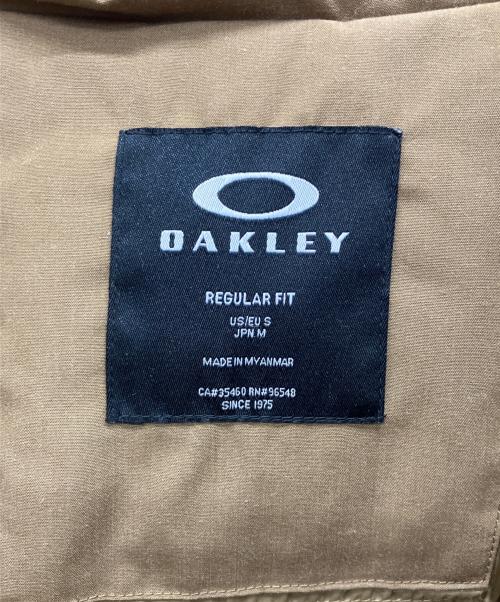 OAKLEY
REGULAR FIT
US/EU S
JPN M
MADE IN MYANMAR
CA#35460 RN#96548
SINCE 1975